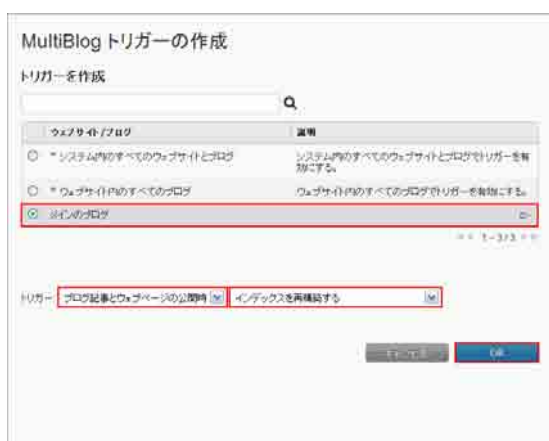 MultiBlog トリガーの作成
トリガーを作成
ウェブサイト/ブログ 説明
* システム内のすべてのウェブサイトとブログ システム内のすべてのウェブサイトとブログでトリガーを有効にする。
* ウェブサイト内のすべてのブログ ウェブサイト内のすべてのブログでトリガーを有効にする。
メインのブログ
1-3/3
トリガー ブログ記事とウェブページの公開時 インデックスを再構築する
キャンセル OK